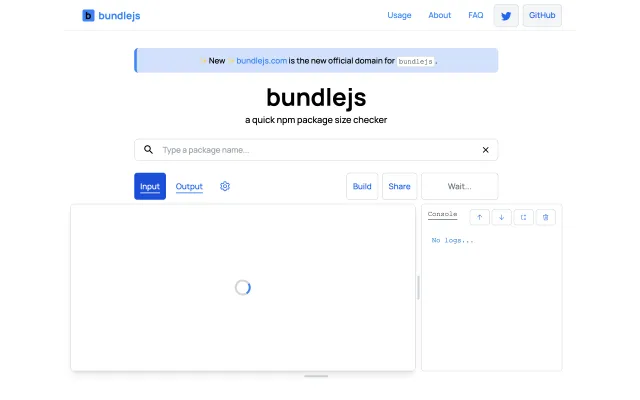 b bundlejs
Usage
About
FAQ
GitHub
✨New ✨bundlejs.com is the new official domain for bundlejs.
bundlejs
a quick npm package size checker
Type a package name...
Input
Output
Build
Share
Wait...
Console
No logs...